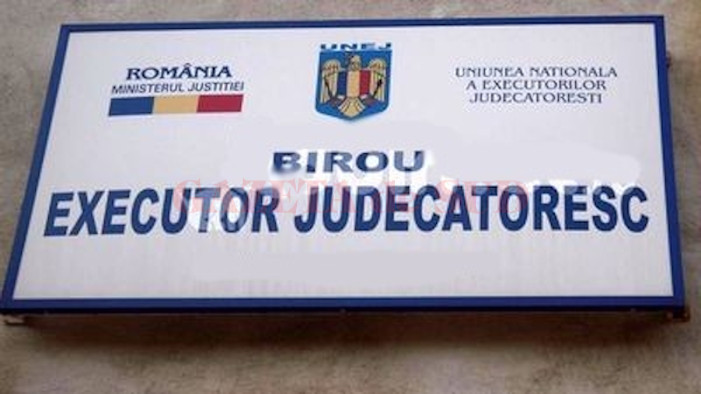 UNEJ
ROMÂNIA
MINISTERUL JUSTITIEI
UNIUNEA NATIONALA
A EXECUTORILOR
JUDECATORESTI
BIROU
EXECUTOR JUDECATORESC